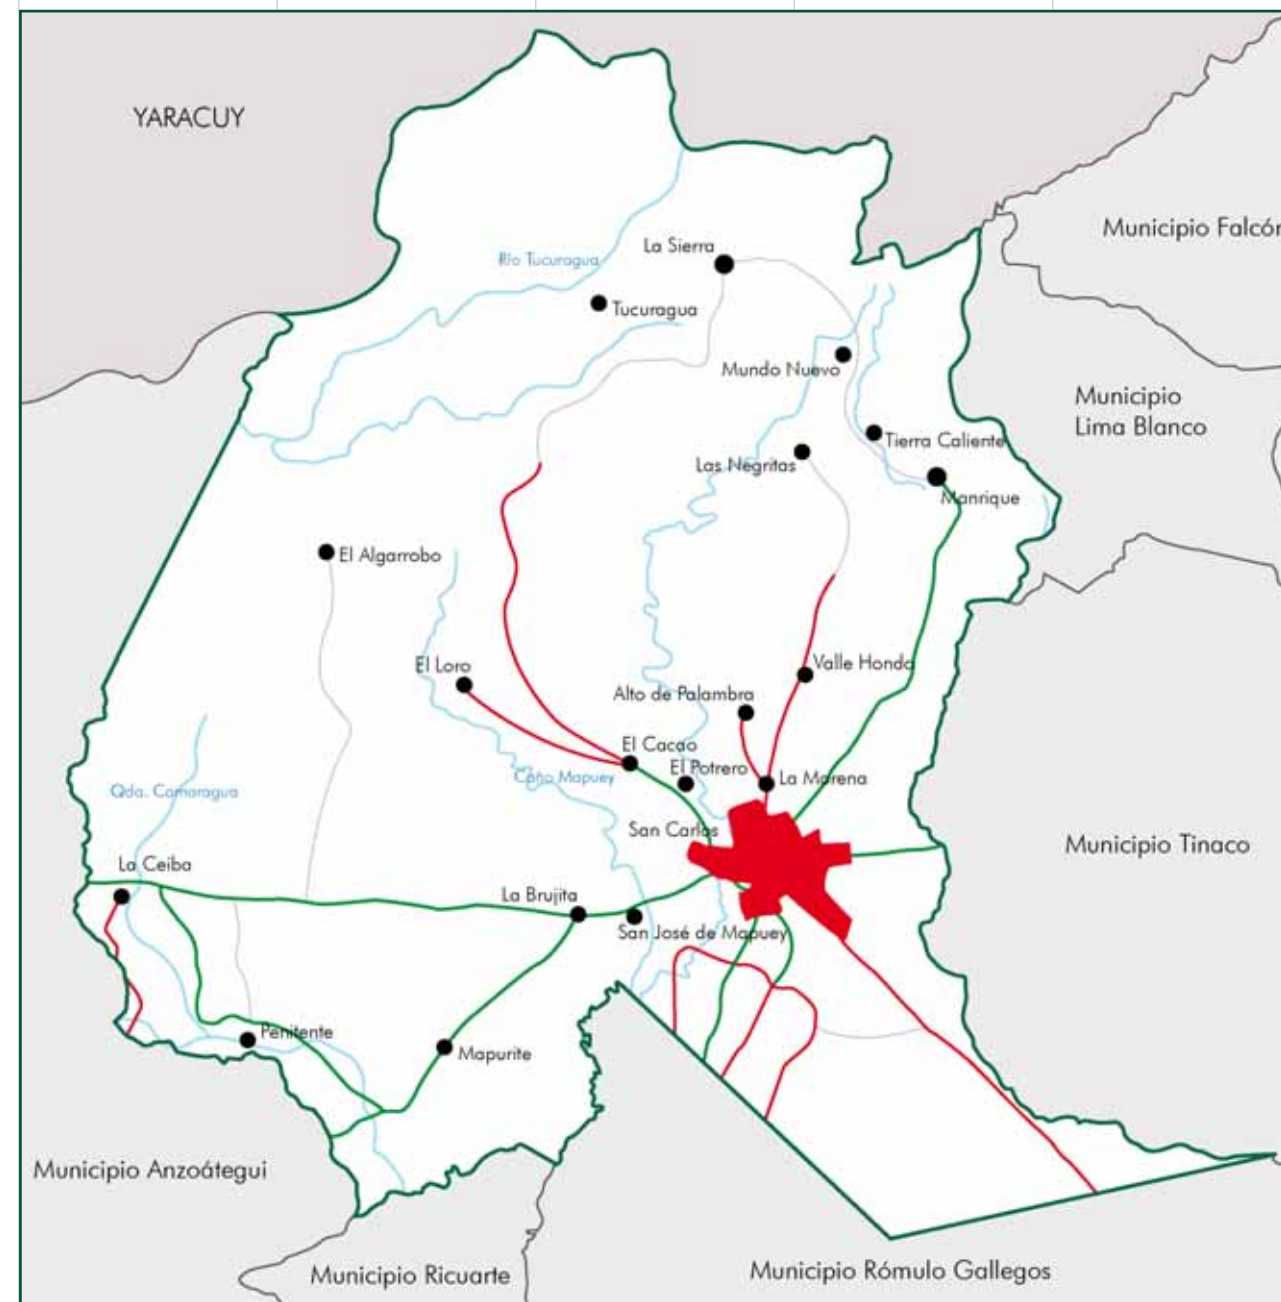 YARACUY
Municipio Falcón
La Sierra
Río Tucuragua
Tucuragua
Mundo Nuevo
Municipio
Lima Blanco
Tierra Caliente
Las Negritas
Manrique
El Algarrobo
El Loro
Valle Hondo
Alto de Palambra
El Cacao
El Potrero
La Morena
Caño Mapuey
Qda. Camoragua
San Carlos
Municipio Tinaco
La Ceiba
La Brujita
San José de Mapuey
Penitente
Mapurite
Municipio Anzoátegui
Municipio Ricuarte
Municipio Rómulo Gallegos